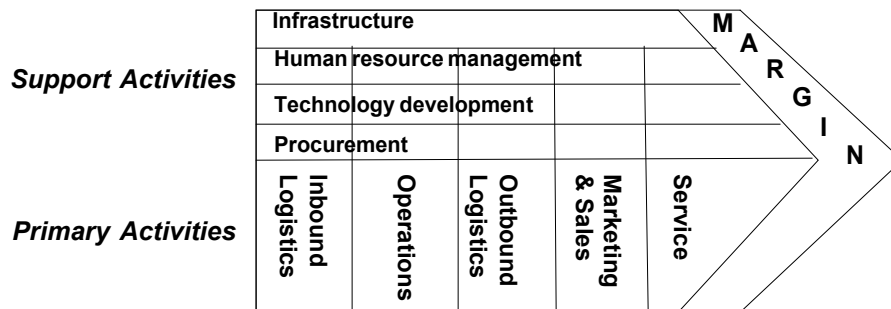 Infrastructure
Human resource management
Support Activities
Technology development
Procurement
MARGIN
Primary Activities
Inbound
Logistics
Operations
Outbound
Logistics
Marketing
& Sales
Service